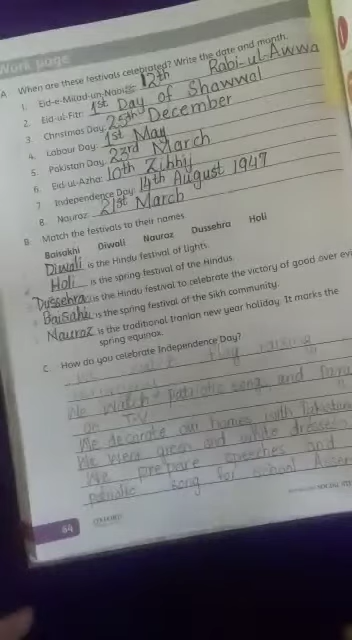 Work page
A When are these festivals celebrated? Write the date and month.
1. Eid-e-Milad-un-Nabi: 12th Rabi-ul-Awwa
2. Eid-ul-Fitr: 1st Day of Shawwal
3. Christmas Day: 25th December
4. Labour Day: 1st May
5. Pakistan Day: 23rd March
6. Eid-ul-Azha: 10th Zibby
7. Independence Day: 14th August 1947
8. Nauroz: 21st March
B Match the festivals to their names.
Baisakhi Diwali Nauroz Dussehra Holi
Diwali is the Hindu festival of lights.
Holi is the spring festival of the Hindus.
Dussehra is the Hindu festival to celebrate the victory of good over evi
Baisahi is the spring festival of the Sikh community.
Nauroz is the traditional Iranian new year holiday. It marks the
spring equinox.
C How do you celebrate Independence Day?
We flag
We watch patriotic song and
on T.V
We decorate our homes with
We wear green and white dresses
We prepare speeches and
patriotic song for
64
OXFORD